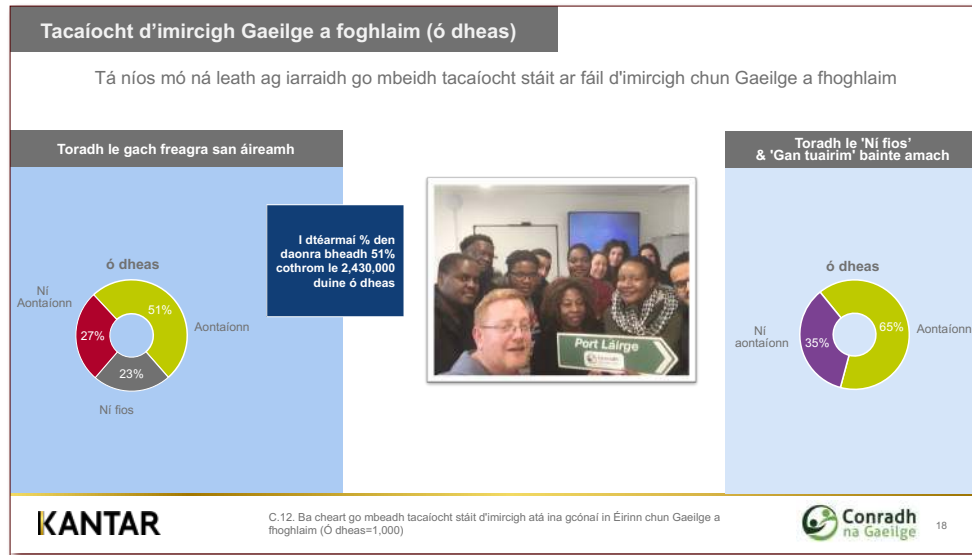 Tacaíocht d'imircigh Gaeilge a foghlaim (ó dheas)
Tá níos mó ná leath ag iarraidh go mbeidh tacaíocht stáit ar fáil d'imircigh chun Gaeilge a fhoghlaim
Toradh le gach freagra san áireamh
ó dheas
Ní
Aontaíonn
51%
Aontaíonn
27%
23%
Ní fios
I dtéarmaí % den
daonra bheadh 51%
cothrom le 2,430,000
duine ó dheas
Port Láirge
Toradh le 'Ní fios'
& 'Gan tuairim' bainte amach
ó dheas
Ní
aontaíonn
35%
65%
Aontaíonn
KANTAR
C.12. Ba cheart go mbeadh tacaíocht stáit d'imircigh atá ina gcónaí in Éirinn chun Gaeilge a
fhoghlaim (Ó dheas=1,000)
Conradh
na Gaeilge
18